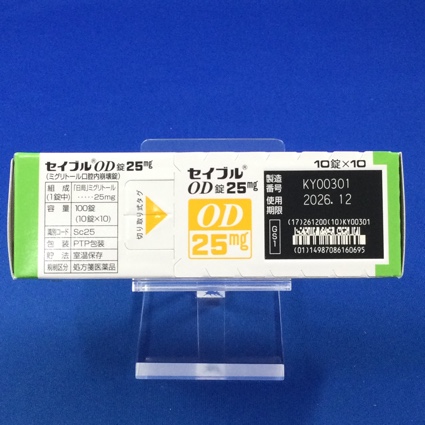 セイブル®OD錠25mg
(ミグリトール口腔内崩壊錠)
組成 「日局」ミグリトール
(1錠中) ……25mg
容量 100錠
(10錠×10)
識別コード Sc25
包装 PTP包装
貯法 室温保存
規制区分 処方箋医薬品
切り取り式タグ
セイブル®
OD錠25mg
OD
25mg
10錠×10
製造番号 KY00301
使用期限 2026.12
GS1
(17)261200(10)KY00301
(01)14987086160695